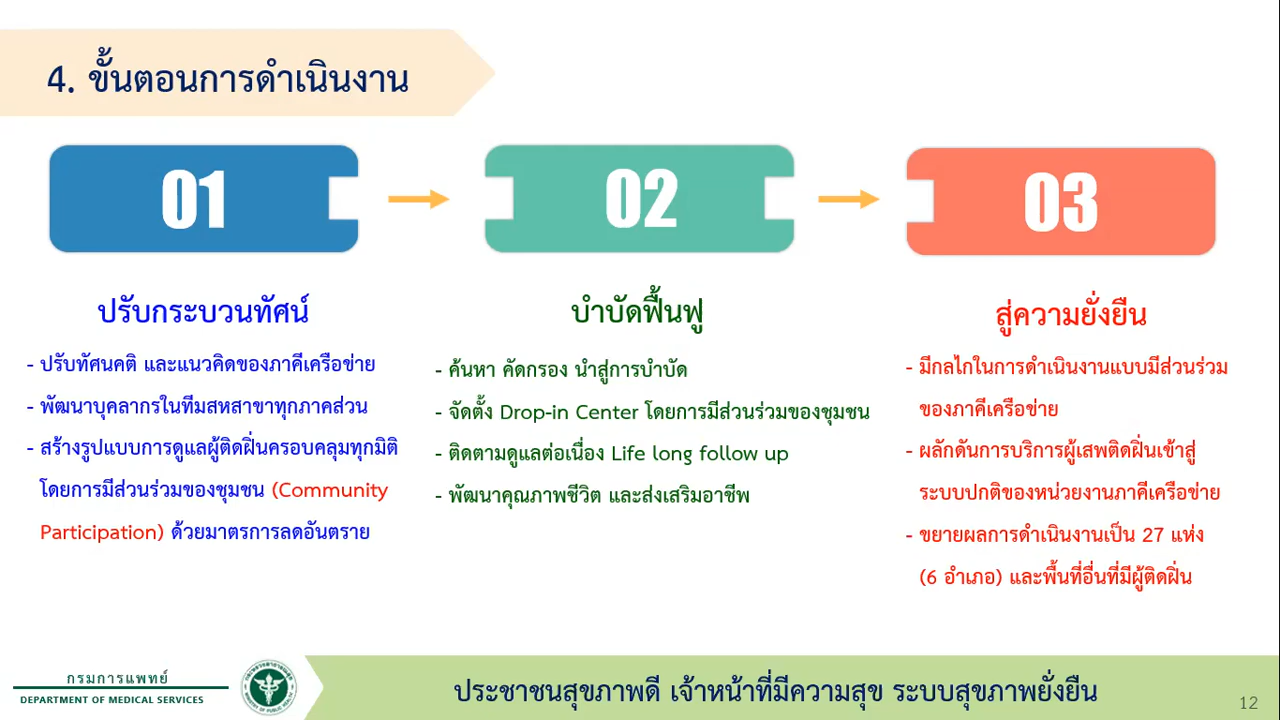 4. ขั้นตอนการดำเนินงาน
01
02
03
ปรับกระบวนทัศน์
- ปรับทัศนคติ และแนวคิดของภาคีเครือข่าย
- พัฒนาบุคลากรในทีมสหสาขาทุกภาคส่วน
- สร้างรูปแบบการดูแลผู้ติดฝิ่นครอบคลุมทุกมิติ
โดยการมีส่วนร่วมของชุมชน (Community
Participation) ด้วยมาตรการลดอันตราย
บำบัดฟื้นฟู
- ค้นหา คัดกรอง นำสู่การบำบัด
- จัดตั้ง Drop-in Center โดยการมีส่วนร่วมของชุมชน
- ติดตามดูแลต่อเนื่อง Life long follow up
- พัฒนาคุณภาพชีวิต และส่งเสริมอาชีพ
สู่ความยั่งยืน
- มีกลไกในการดำเนินงานแบบมีส่วนร่วม
ของภาคีเครือข่าย
- ผลักดันการบริการผู้เสพติดฝิ่นเข้าสู่
ระบบปกติของหน่วยงานภาคีเครือข่าย
- ขยายผลการดำเนินงานเป็น 27 แห่ง
(6 อำเภอ) และพื้นที่อื่นที่มีผู้ติดฝิ่น
กรมการแพทย์
DEPARTMENT OF MEDICAL SERVICES
ประชาชนสุขภาพดี เจ้าหน้าที่มีความสุข ระบบสุขภาพยั่งยืน
12